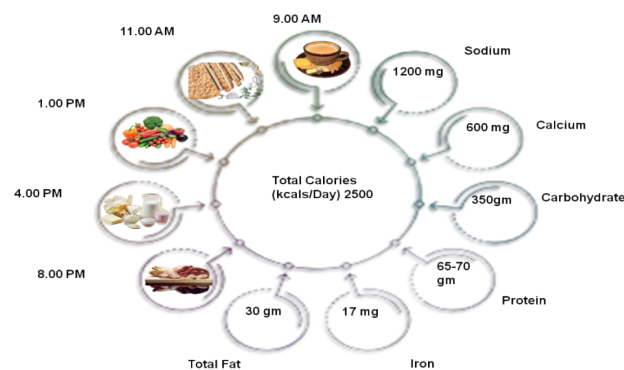 9.00 AM
11.00 AM
Sodium
1200 mg
1.00 PM
Calcium
600 mg
4.00 PM
Total Calories
(kcals/Day) 2500
Carbohydrate
350gm
8.00 PM
65-70
gm
Protein
30 gm
17 mg
Total Fat
Iron